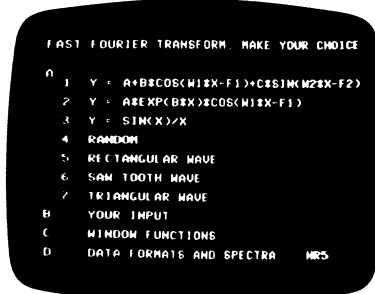 FAST FOURIER TRANSFORM. MAKE YOUR CHOICE
A
1 Y = A+B*COS(W1*X-F1)+C*SIN(W2*X-F2)
2 Y = A*EXP(B*X)*COS(W1*X-F1)
3 Y = SIN(X)/X
4 RANDOM
5 RECTANGULAR WAVE
6 SAW TOOTH WAVE
7 TRIANGULAR WAVE
B YOUR INPUT
C WINDOW FUNCTIONS
D DATA FORMATS AND SPECTRA NR5